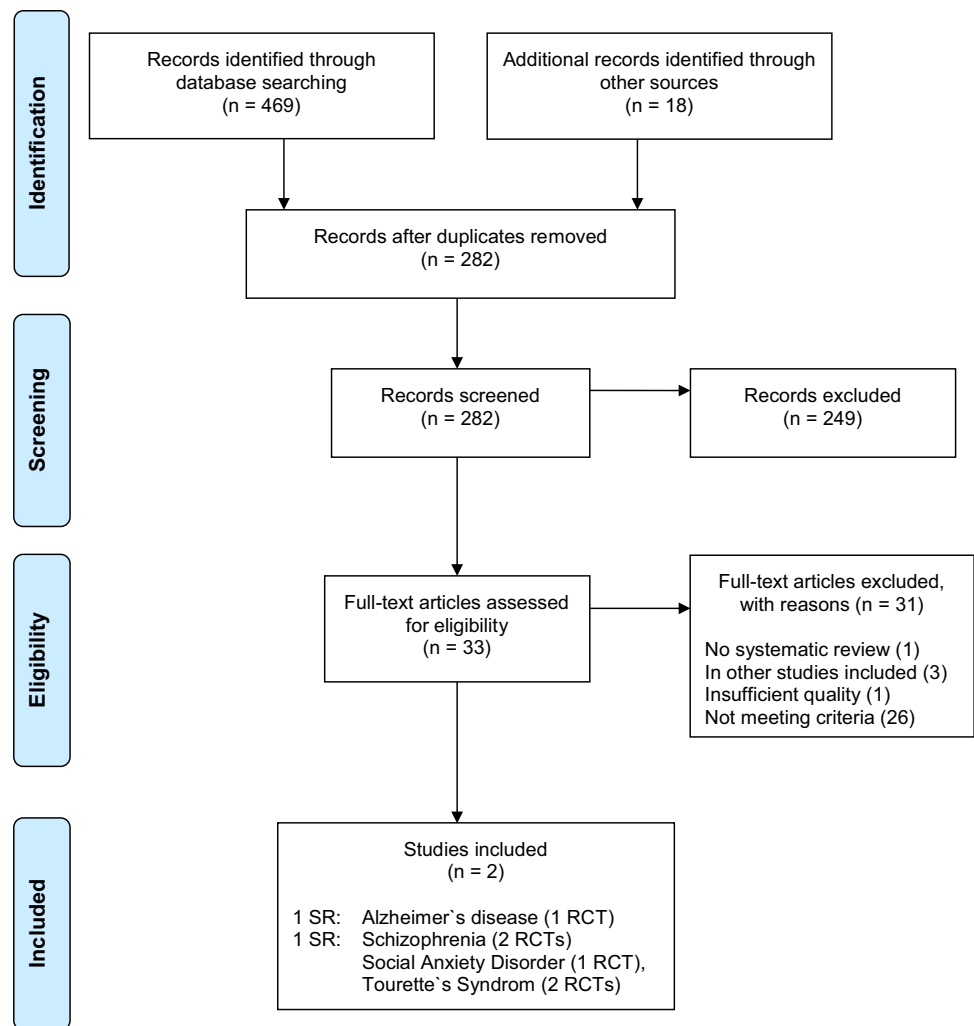 Identification
Records identified through
database searching
(n = 469)
Additional records identified through
other sources
(n = 18)
Records after duplicates removed
(n = 282)
Screening
Records screened
(n = 282)
Records excluded
(n = 249)
Eligibility
Full-text articles assessed
for eligibility
(n = 33)
Full-text articles excluded,
with reasons (n = 31)
No systematic review (1)
In other studies included (3)
Insufficient quality (1)
Not meeting criteria (26)
Included
Studies included
(n = 2)
1 SR: Alzheimer`s disease (1 RCT)
1 SR: Schizophrenia (2 RCTs)
Social Anxiety Disorder (1 RCT),
Tourette`s Syndrom (2 RCTs)